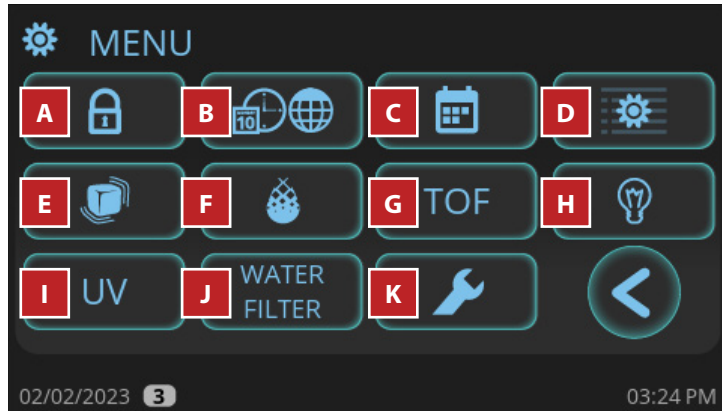 MENU
A B 10 C D
E F G TOF H
I UV J WATER FILTER K
02/02/2023 3 03:24 PM